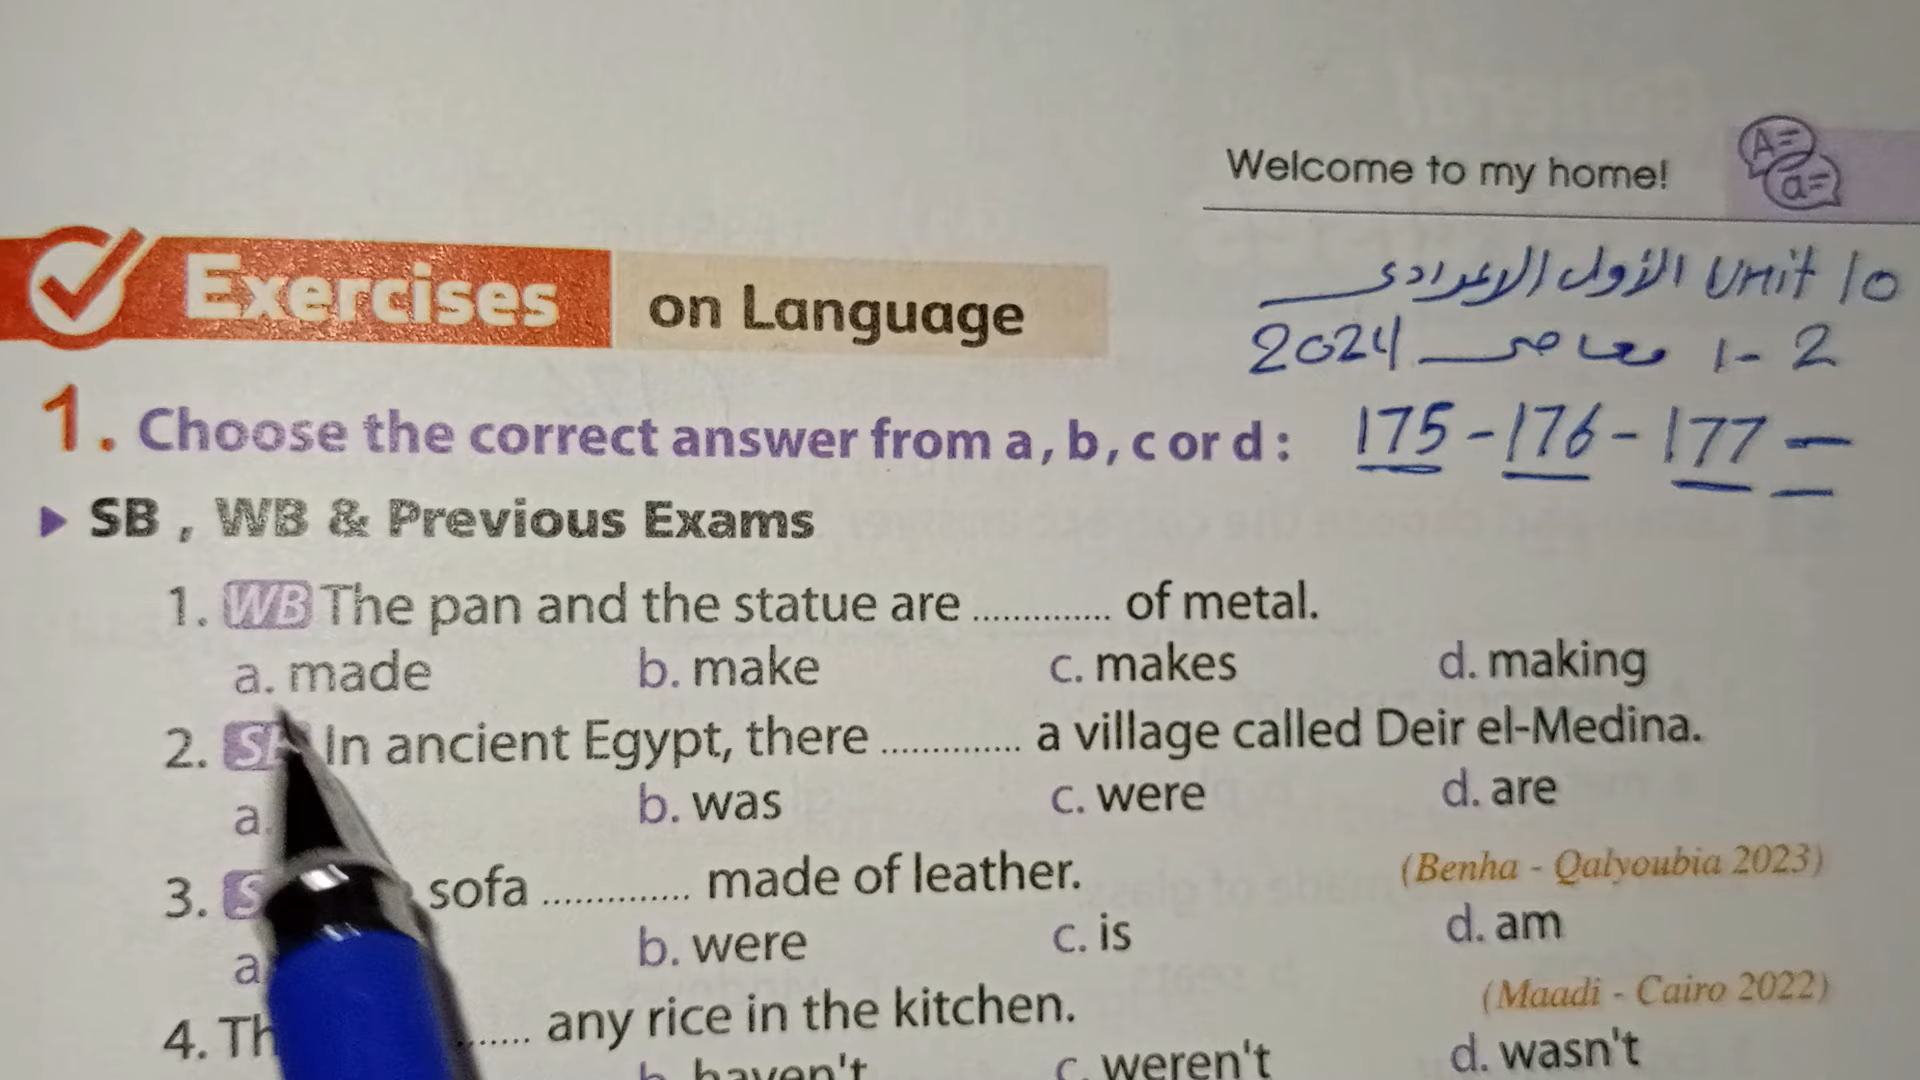 Welcome to my home!
A=
a=
Exercises on Language
الأول الإعدادى Unit 10
2024 معاصر 1-2
175 - 176 - 177
1. Choose the correct answer from a, b, c or d:
SB , WB & Previous Exams
1. WB The pan and the statue are ............. of metal.
a. made b. make c. makes d. making
2. In ancient Egypt, there ............. a village called Deir el-Medina.
a. b. was c. were d. are
3. sofa .............. made of leather. (Benha - Qalyoubia 2023)
a b. were c. is d. am
4. ....... any rice in the kitchen. (Maadi - Cairo 2022)
b. haven't c. weren't d. wasn't